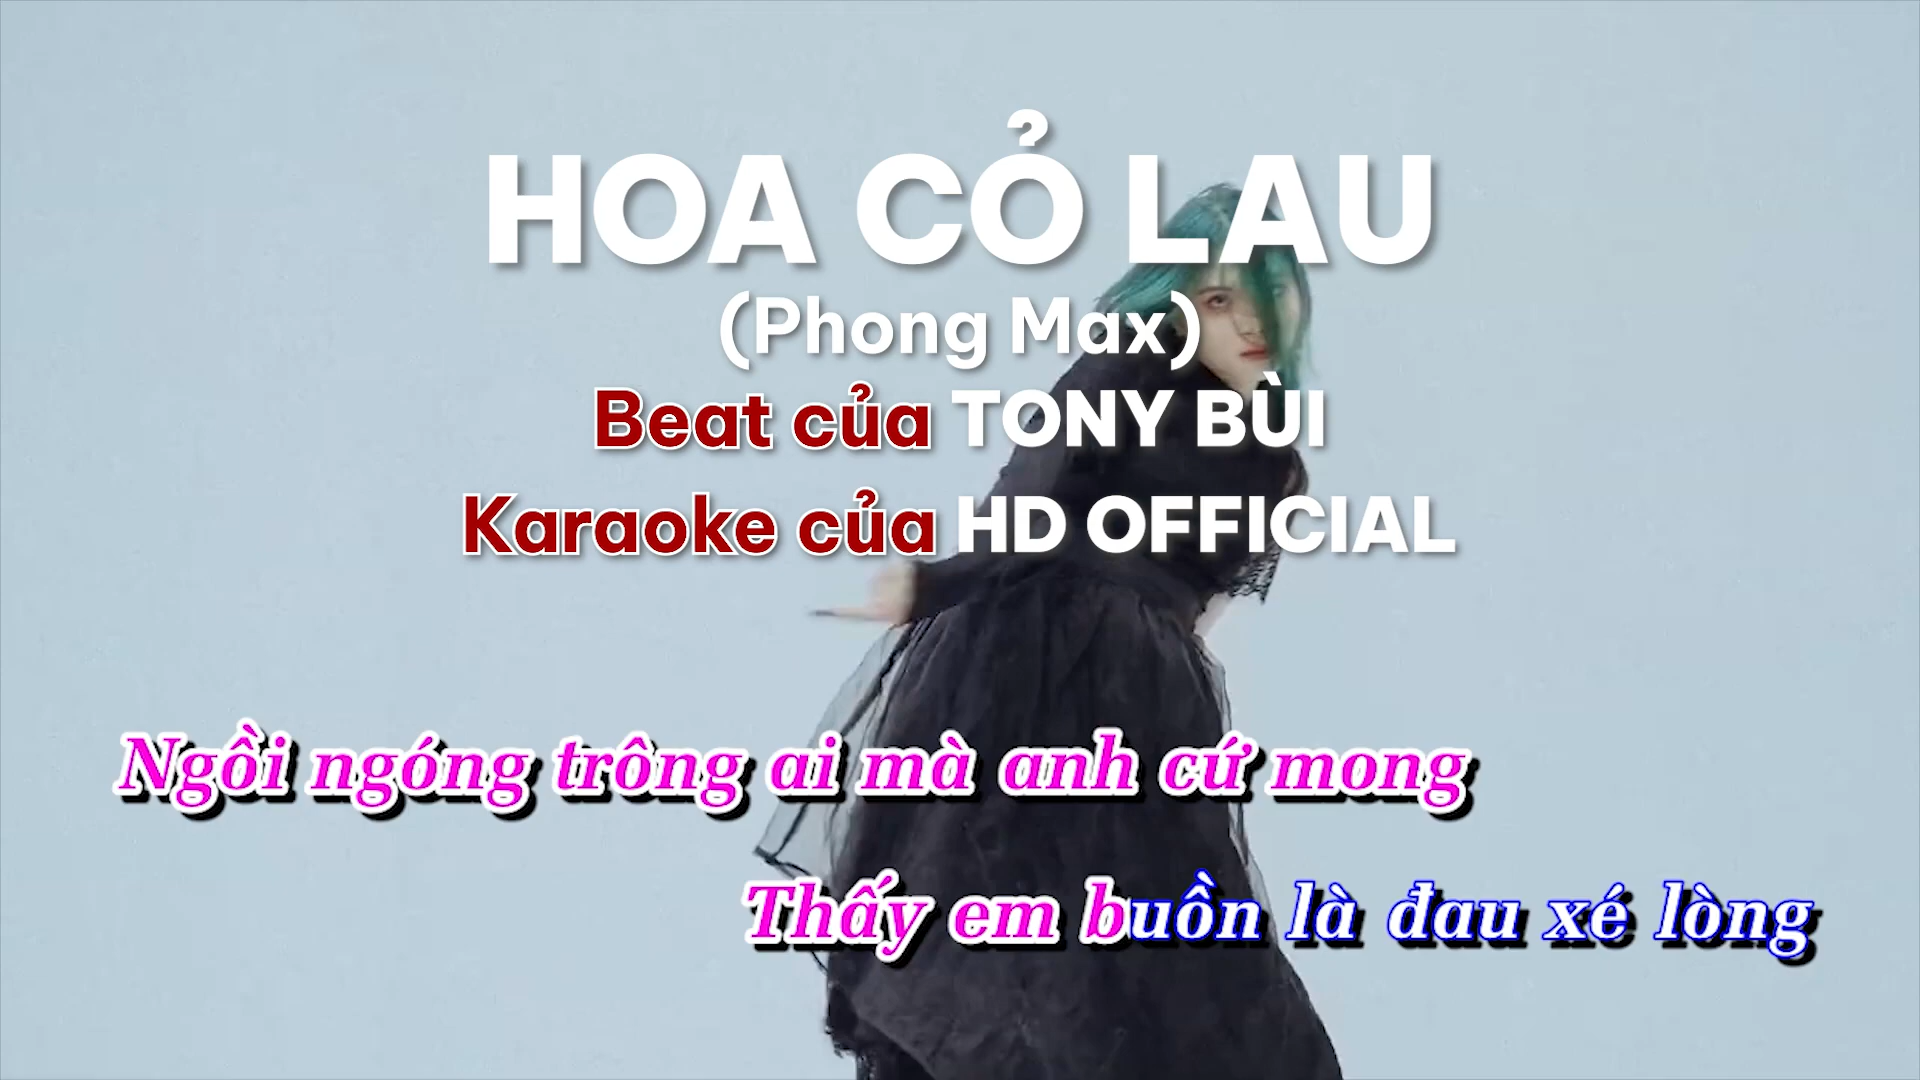 HOA CỎ LAU
(Phong Max)
Beat của TONY BÙI
Karaoke của HD OFFICIAL
Ngồi ngóng trông ai mà anh cứ mong
Thấy em buồn là đau xé lòng